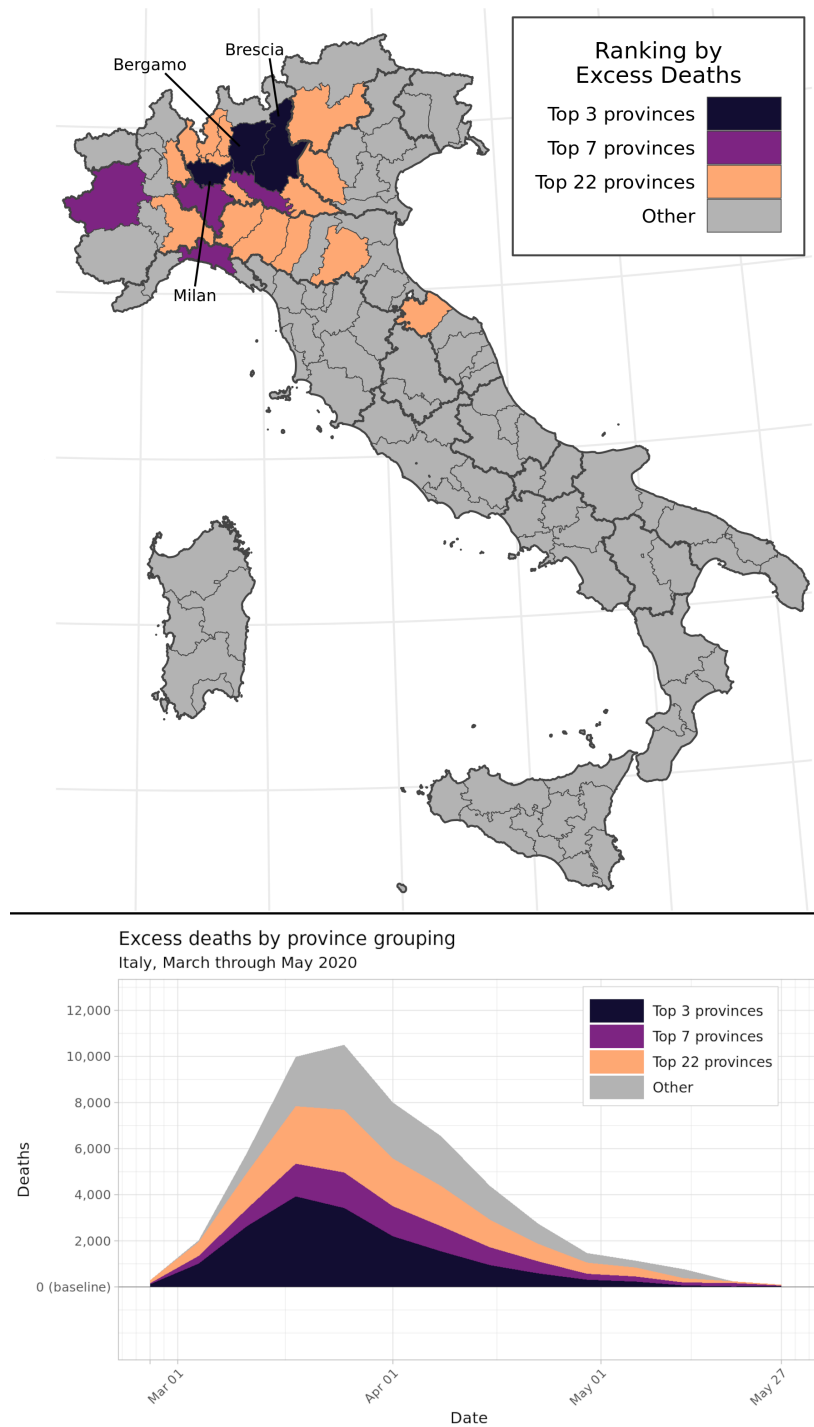 Brescia
Bergamo
Milan
Ranking by
Excess Deaths
Top 3 provinces
Top 7 provinces
Top 22 provinces
Other
Excess deaths by province grouping
Italy, March through May 2020
12,000
10,000
8,000
6,000
4,000
2,000
0 (baseline)
Deaths
Top 3 provinces
Top 7 provinces
Top 22 provinces
Other
Mar 01
Apr 01
May 01
May 27
Date